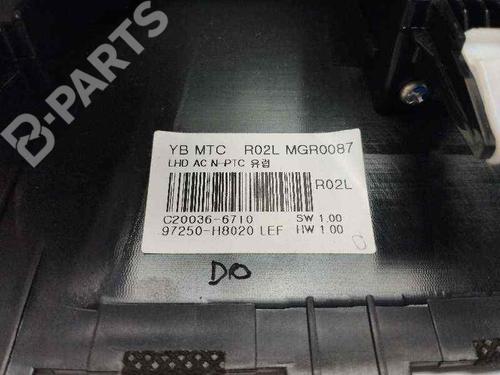 B-PARTS
YB MTC R02L MGR0087
LHD AC N-PTC 유럽
R02L
C20036-6710 SW 1.00
97250-H8020 LEF HW 1.00
DO